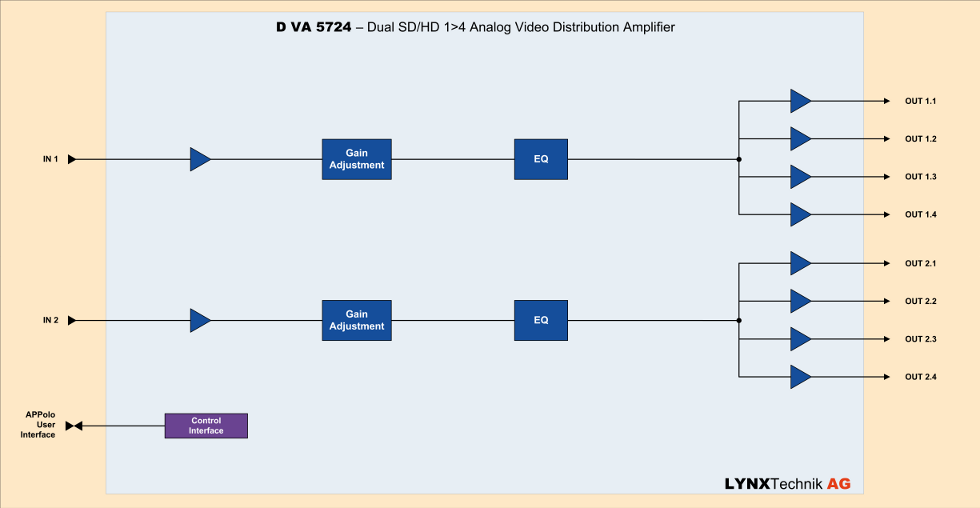 D VA 5724 – Dual SD/HD 1>4 Analog Video Distribution Amplifier
IN 1
Gain
Adjustment
EQ
OUT 1.1
OUT 1.2
OUT 1.3
OUT 1.4
IN 2
Gain
Adjustment
EQ
OUT 2.1
OUT 2.2
OUT 2.3
OUT 2.4
APPolo
User
Interface
Control
Interface
LYNXTechnik AG